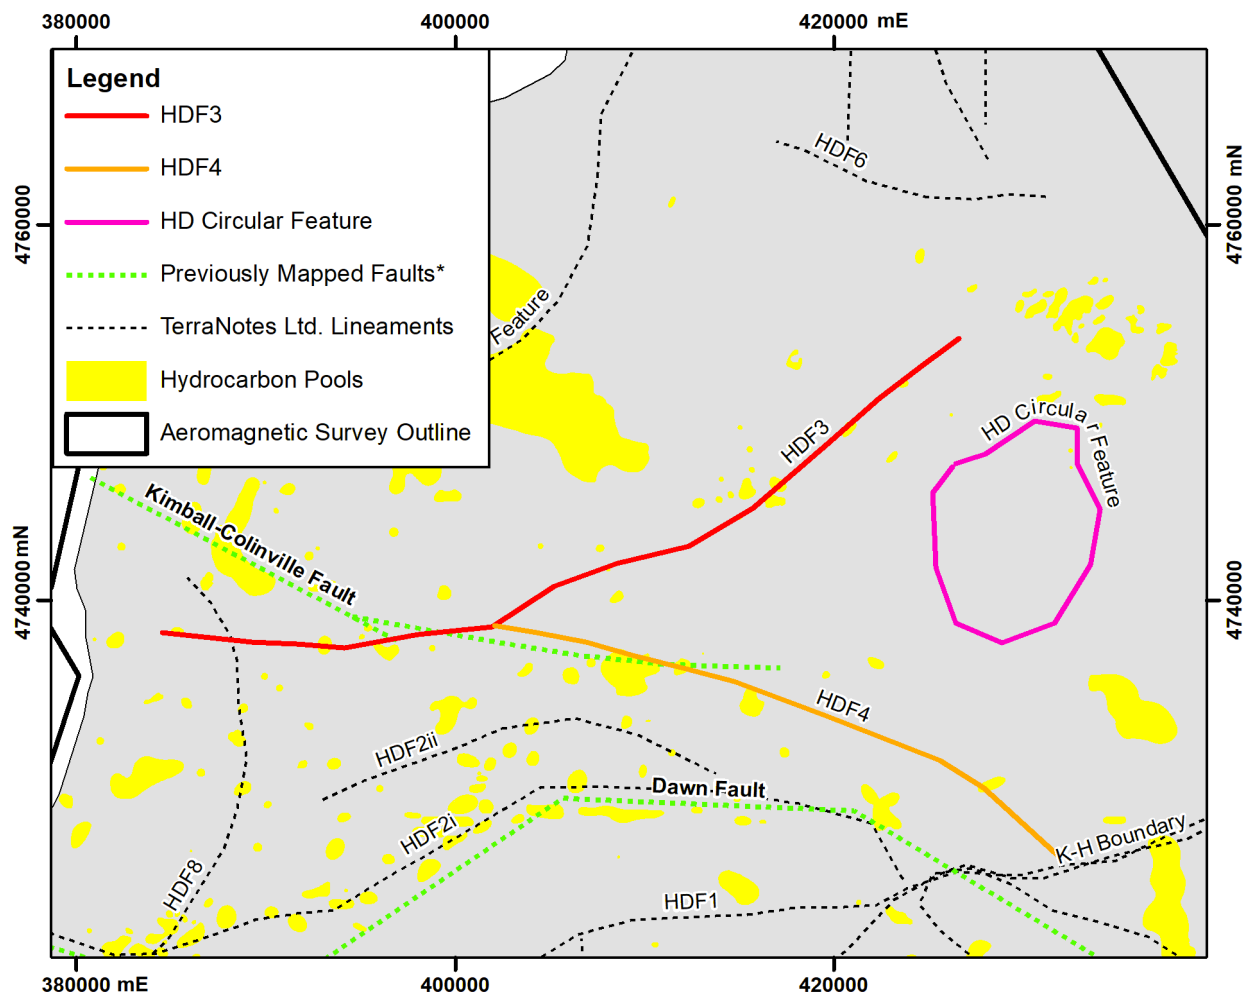 380000
400000
420000 mE
Legend
HDF3
HDF4
HD Circular Feature
Previously Mapped Faults*
TerraNotes Ltd. Lineaments
Hydrocarbon Pools
Aeromagnetic Survey Outline
HDF6
4760000
4760000 mN
Feature
HDF3
HD Circular Feature
Kimball-Colinville Fault
4740000mN
4740000
HDF4
HDF2ii
Dawn Fault
HDF2i
K-H Boundary
HDF8
HDF1
380000 mE
400000
420000